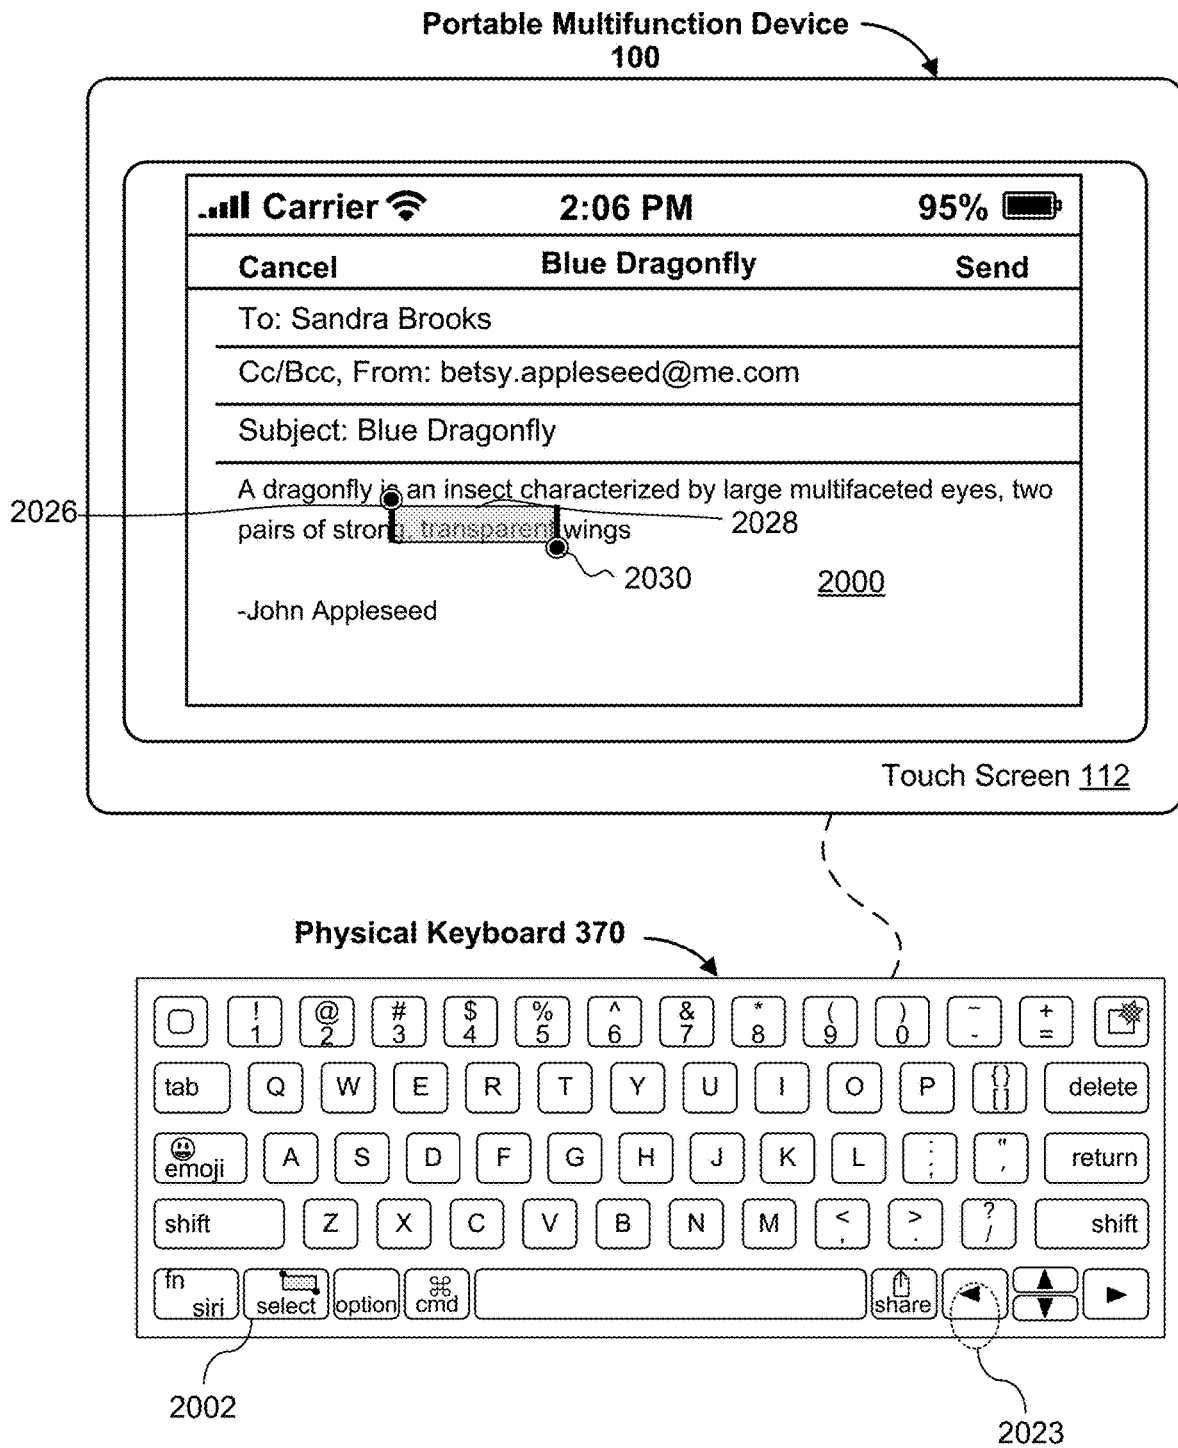 Portable Multifunction Device
100
Carrier 2:06 PM 95%
Cancel Blue Dragonfly Send
To: Sandra Brooks
Cc/Bcc, From: betsy.appleseed@me.com
Subject: Blue Dragonfly
A dragonfly is an insect characterized by large multifaceted eyes, two
2026
pairs of strong, transparent wings
2028
2030
2000
-John Appleseed
Touch Screen 112
Physical Keyboard 370
! @ # $ % ^ & * ( ) _ +
1 2 3 4 5 6 7 8 9 0 - =
tab Q W E R T Y U I O P {} delete
[]
emoji A S D F G H J K L : " return
; '
shift Z X C V B N M < > ? shift
, . /
fn ⌘
siri select option cmd share ◄ ▲ ▼ ►
2002
2023